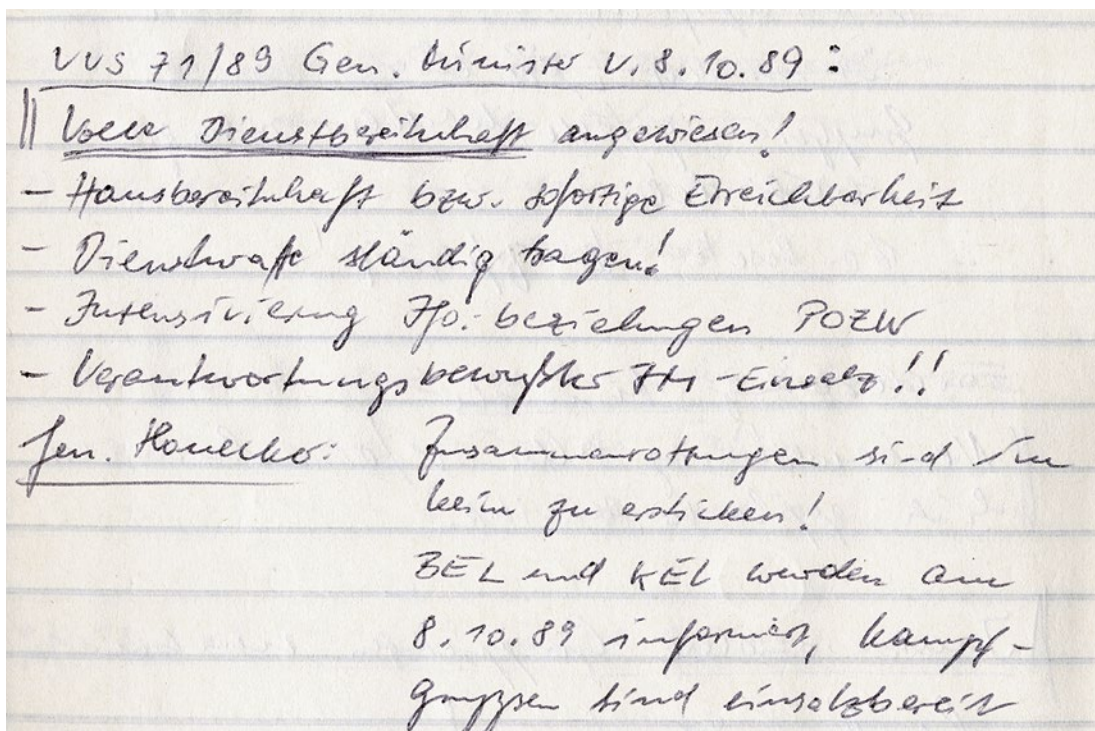 VVS 71/89 Gen. Minister v. 8.10.89:
Volle Dienstbereitschaft angewiesen!
- Hausbereitschaft bzw. sofortige Erreichbarkeit
- Dienstwaffe ständig tragen!
- Intensivierung Ifo.-beziehungen POZW
- Verantwortungsbewußter IM-Einsatz!!
Gen. Honecker: Zusammenrottungen sind im
Keim zu ersticken!
BEL und KEL werden am
8.10.89 informiert, Kampf-
gruppen sind einsatzbereit